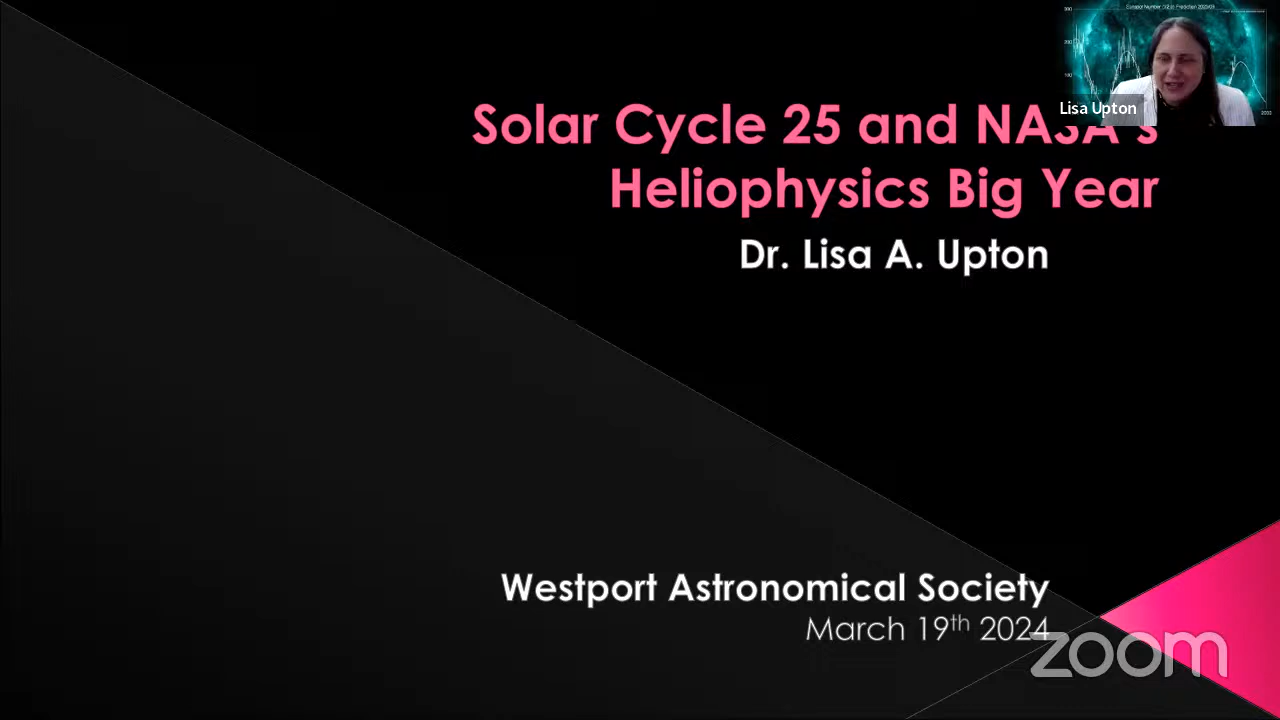 Solar Cycle 25 and NASA's
Heliophysics Big Year
Dr. Lisa A. Upton
Westport Astronomical Society
March 19th 2024
zoom
Lisa Upton